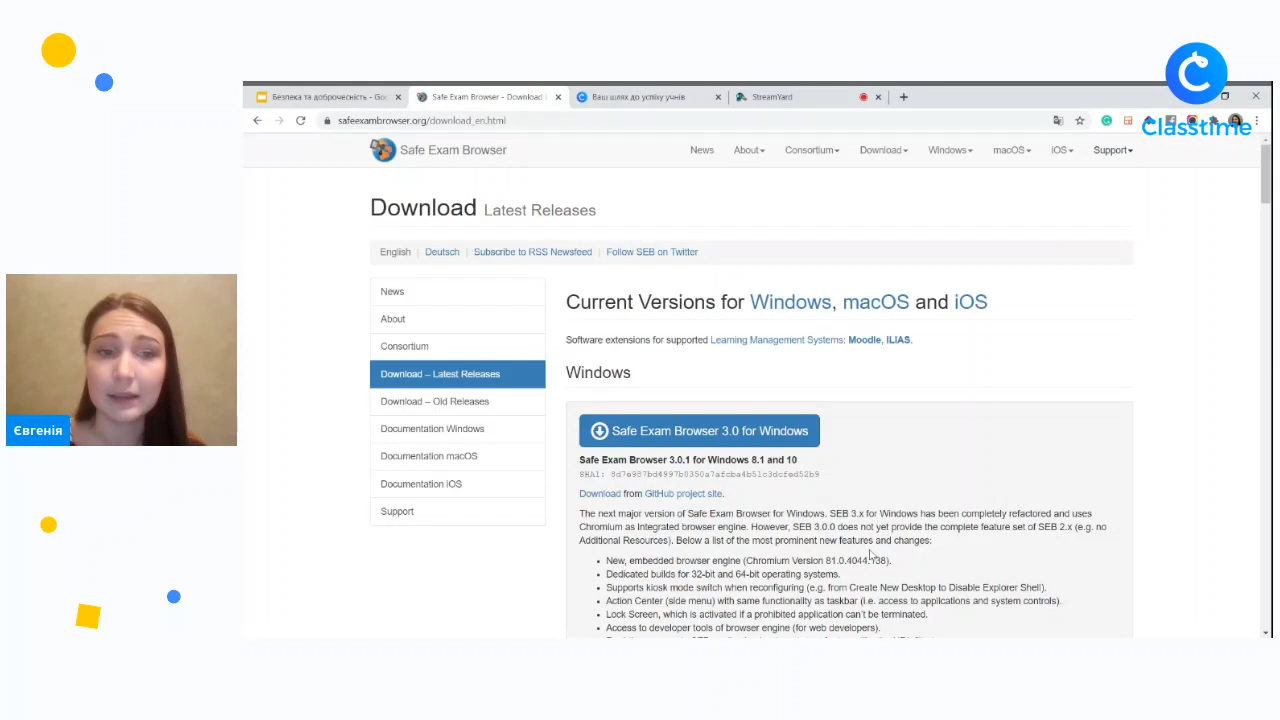 Classtime
Безпека та доброчесність - Goo
Safe Exam Browser - Download
Ваш шлях до успіху учнів
StreamYard
safeexambrowser.org/download_en.html
Safe Exam Browser
News
About
Consortium
Download
Windows
macOS
iOS
Support
Download Latest Releases
English
Deutsch
Subscribe to RSS Newsfeed
Follow SEB on Twitter
News
About
Consortium
Download – Latest Releases
Download – Old Releases
Documentation Windows
Documentation macOS
Documentation iOS
Support
Current Versions for Windows, macOS and iOS
Software extensions for supported Learning Management Systems: Moodle, ILIAS.
Windows
Safe Exam Browser 3.0 for Windows
Safe Exam Browser 3.0.1 for Windows 8.1 and 10
Download from GitHub project site.
The next major version of Safe Exam Browser for Windows. SEB 3.x for Windows has been completely refactored and uses
Chromium as integrated browser engine. However, SEB 3.0.0 does not yet provide the complete feature set of SEB 2.x (e.g. no
Additional Resources). Below a list of the most prominent new features and changes:
New, embedded browser engine (Chromium Version 81.0.4044.138).
Dedicated builds for 32-bit and 64-bit operating systems.
Supports kiosk mode switch when reconfiguring (e.g. from Create New Desktop to Disable Explorer Shell).
Action Center (side menu) with same functionality as taskbar (i.e. access to applications and system controls).
Lock Screen, which is activated if a prohibited application can't be terminated.
Access to developer tools of browser engine (for web developers).
Євгенія